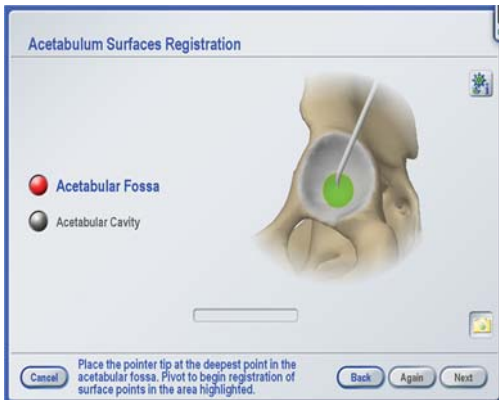 Acetabulum Surfaces Registration
Acetabular Fossa
Acetabular Cavity
Place the pointer tip at the deepest point in the
acetabular fossa. Pivot to begin registration of
surface points in the area highlighted.
Cancel
Back
Again
Next